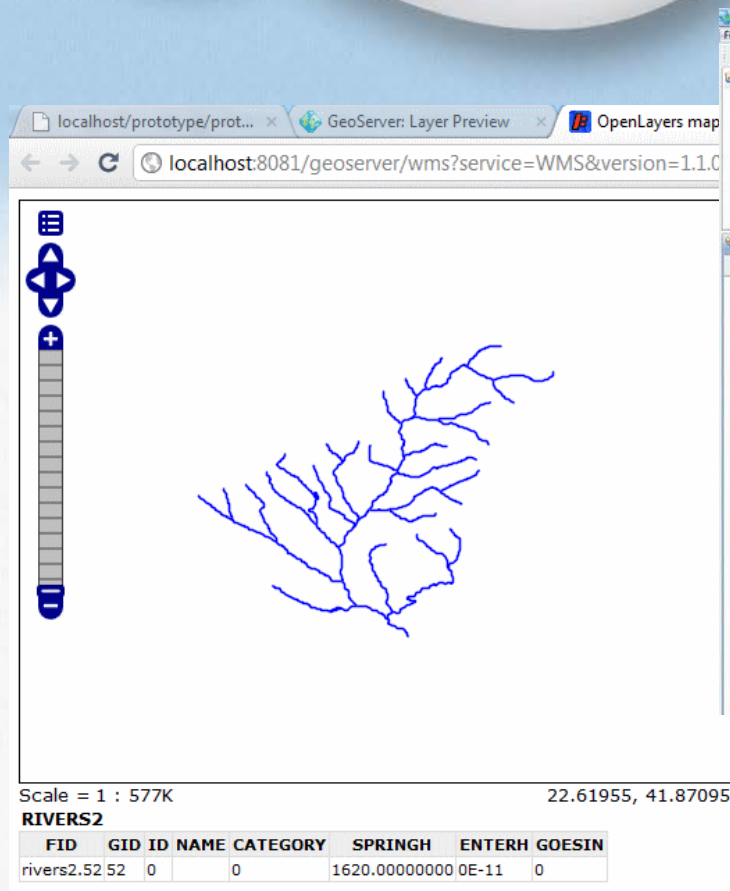 localhost/prototype/prot...
GeoServer: Layer Preview
OpenLayers map
localhost:8081/geoserver/wms?service=WMS&version=1.1.0
Scale = 1 : 577K
22.61955, 41.87095
RIVERS2
FID GID ID NAME CATEGORY SPRINGH ENTERH GOESIN
rivers2.52 52 0 0 1620.00000000 0E-11 0